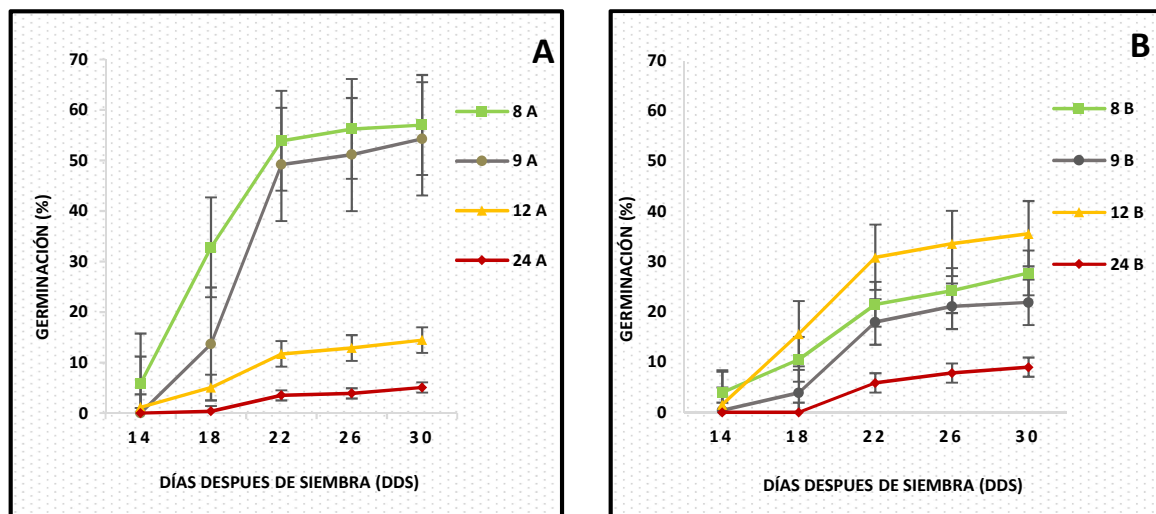 A
70
60
50
40
30
20
10
0
GERMINACIÓN (%)
14 18 22 26 30
DÍAS DESPUES DE SIEMBRA (DDS)
8 A
9 A
12 A
24 A
B
70
60
50
40
30
20
10
0
GERMINACIÓN (%)
14 18 22 26 30
DÍAS DESPUES DE SIEMBRA (DDS)
8 B
9 B
12 B
24 B